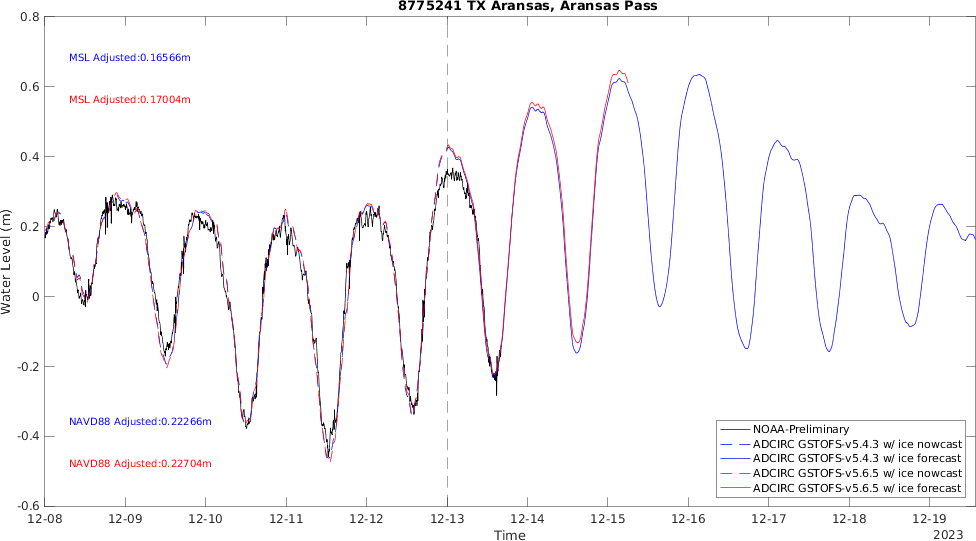 8775241 TX Aransas, Aransas Pass
0.8
0.6
0.4
0.2
0
-0.2
-0.4
-0.6
Water Level (m)
MSL Adjusted:0.16566m
MSL Adjusted:0.17004m
NAVD88 Adjusted:0.22266m
NAVD88 Adjusted:0.22704m
NOAA-Preliminary
ADCIRC GSTOFS-v5.4.3 w/ ice nowcast
ADCIRC GSTOFS-v5.4.3 w/ ice forecast
ADCIRC GSTOFS-v5.6.5 w/ ice nowcast
ADCIRC GSTOFS-v5.6.5 w/ ice forecast
12-08 12-09 12-10 12-11 12-12 12-13 12-14 12-15 12-16 12-17 12-18 12-19
Time
2023